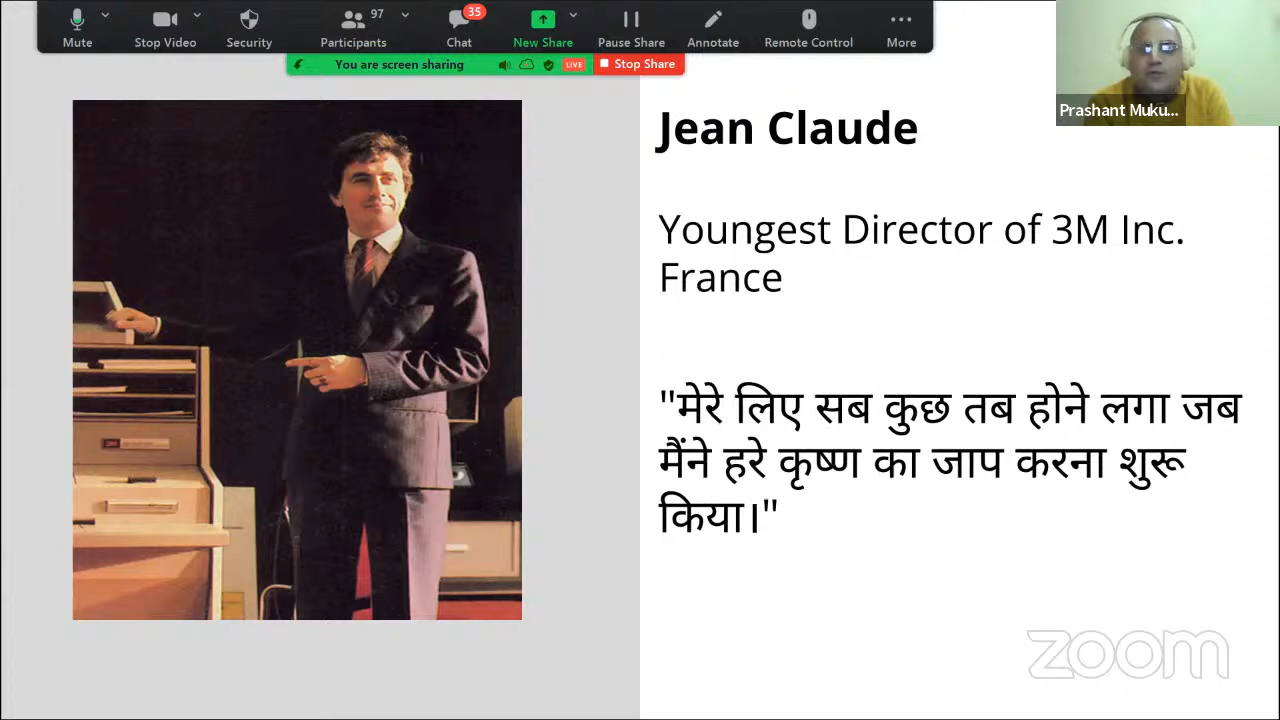 Mute
Stop Video
Security
97
Participants
35
Chat
New Share
Pause Share
Annotate
Remote Control
More
You are screen sharing
LIVE
Stop Share
Prashant Muku...
Jean Claude
Youngest Director of 3M Inc.
France
"मेरे लिए सब कुछ तब होने लगा जब
मैंने हरे कृष्ण का जाप करना शुरू
किया।"
zoom